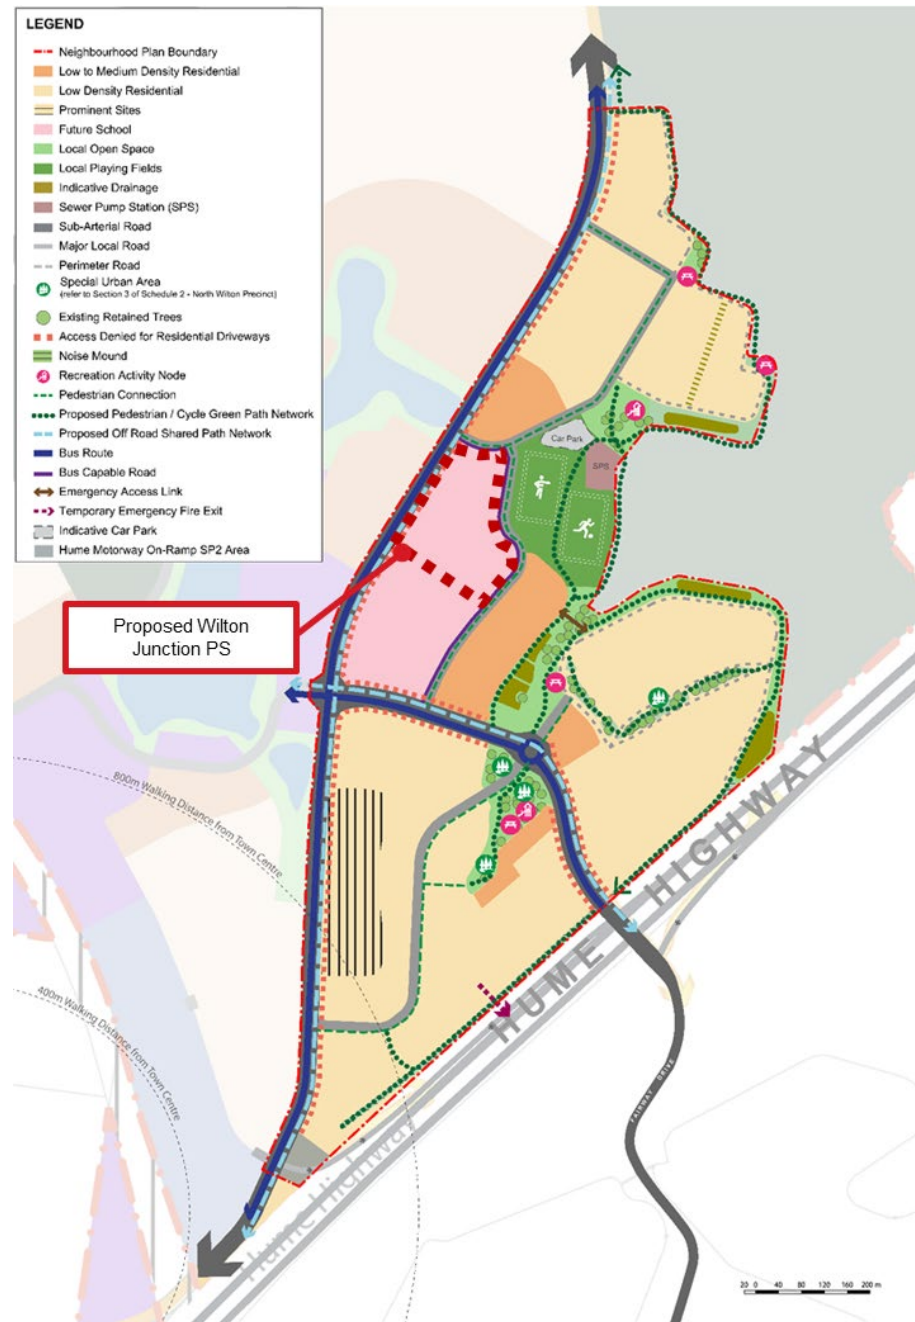 LEGEND
Neighbourhood Plan Boundary
Low to Medium Density Residential
Low Density Residential
Prominent Sites
Future School
Local Open Space
Local Playing Fields
Indicative Drainage
Sewer Pump Station (SPS)
Sub-Arterial Road
Major Local Road
Perimeter Road
Special Urban Area
(refer to Section 3 of Schedule 2 - North Wilton Precinct)
Existing Retained Trees
Access Denied for Residential Driveways
Noise Mound
Recreation Activity Node
Pedestrian Connection
Proposed Pedestrian / Cycle Green Path Network
Proposed Off Road Shared Path Network
Bus Route
Bus Capable Road
Emergency Access Link
Temporary Emergency Fire Exit
Indicative Car Park
Hume Motorway On-Ramp SP2 Area
Car Park
SPS
Proposed Wilton
Junction PS
800m Walking Distance from Town Centre
400m Walking Distance from Town Centre
HUME HIGHWAY
FAIRWAY DRIVE
Hume Highway
20 0 40 80 120 160 200 m